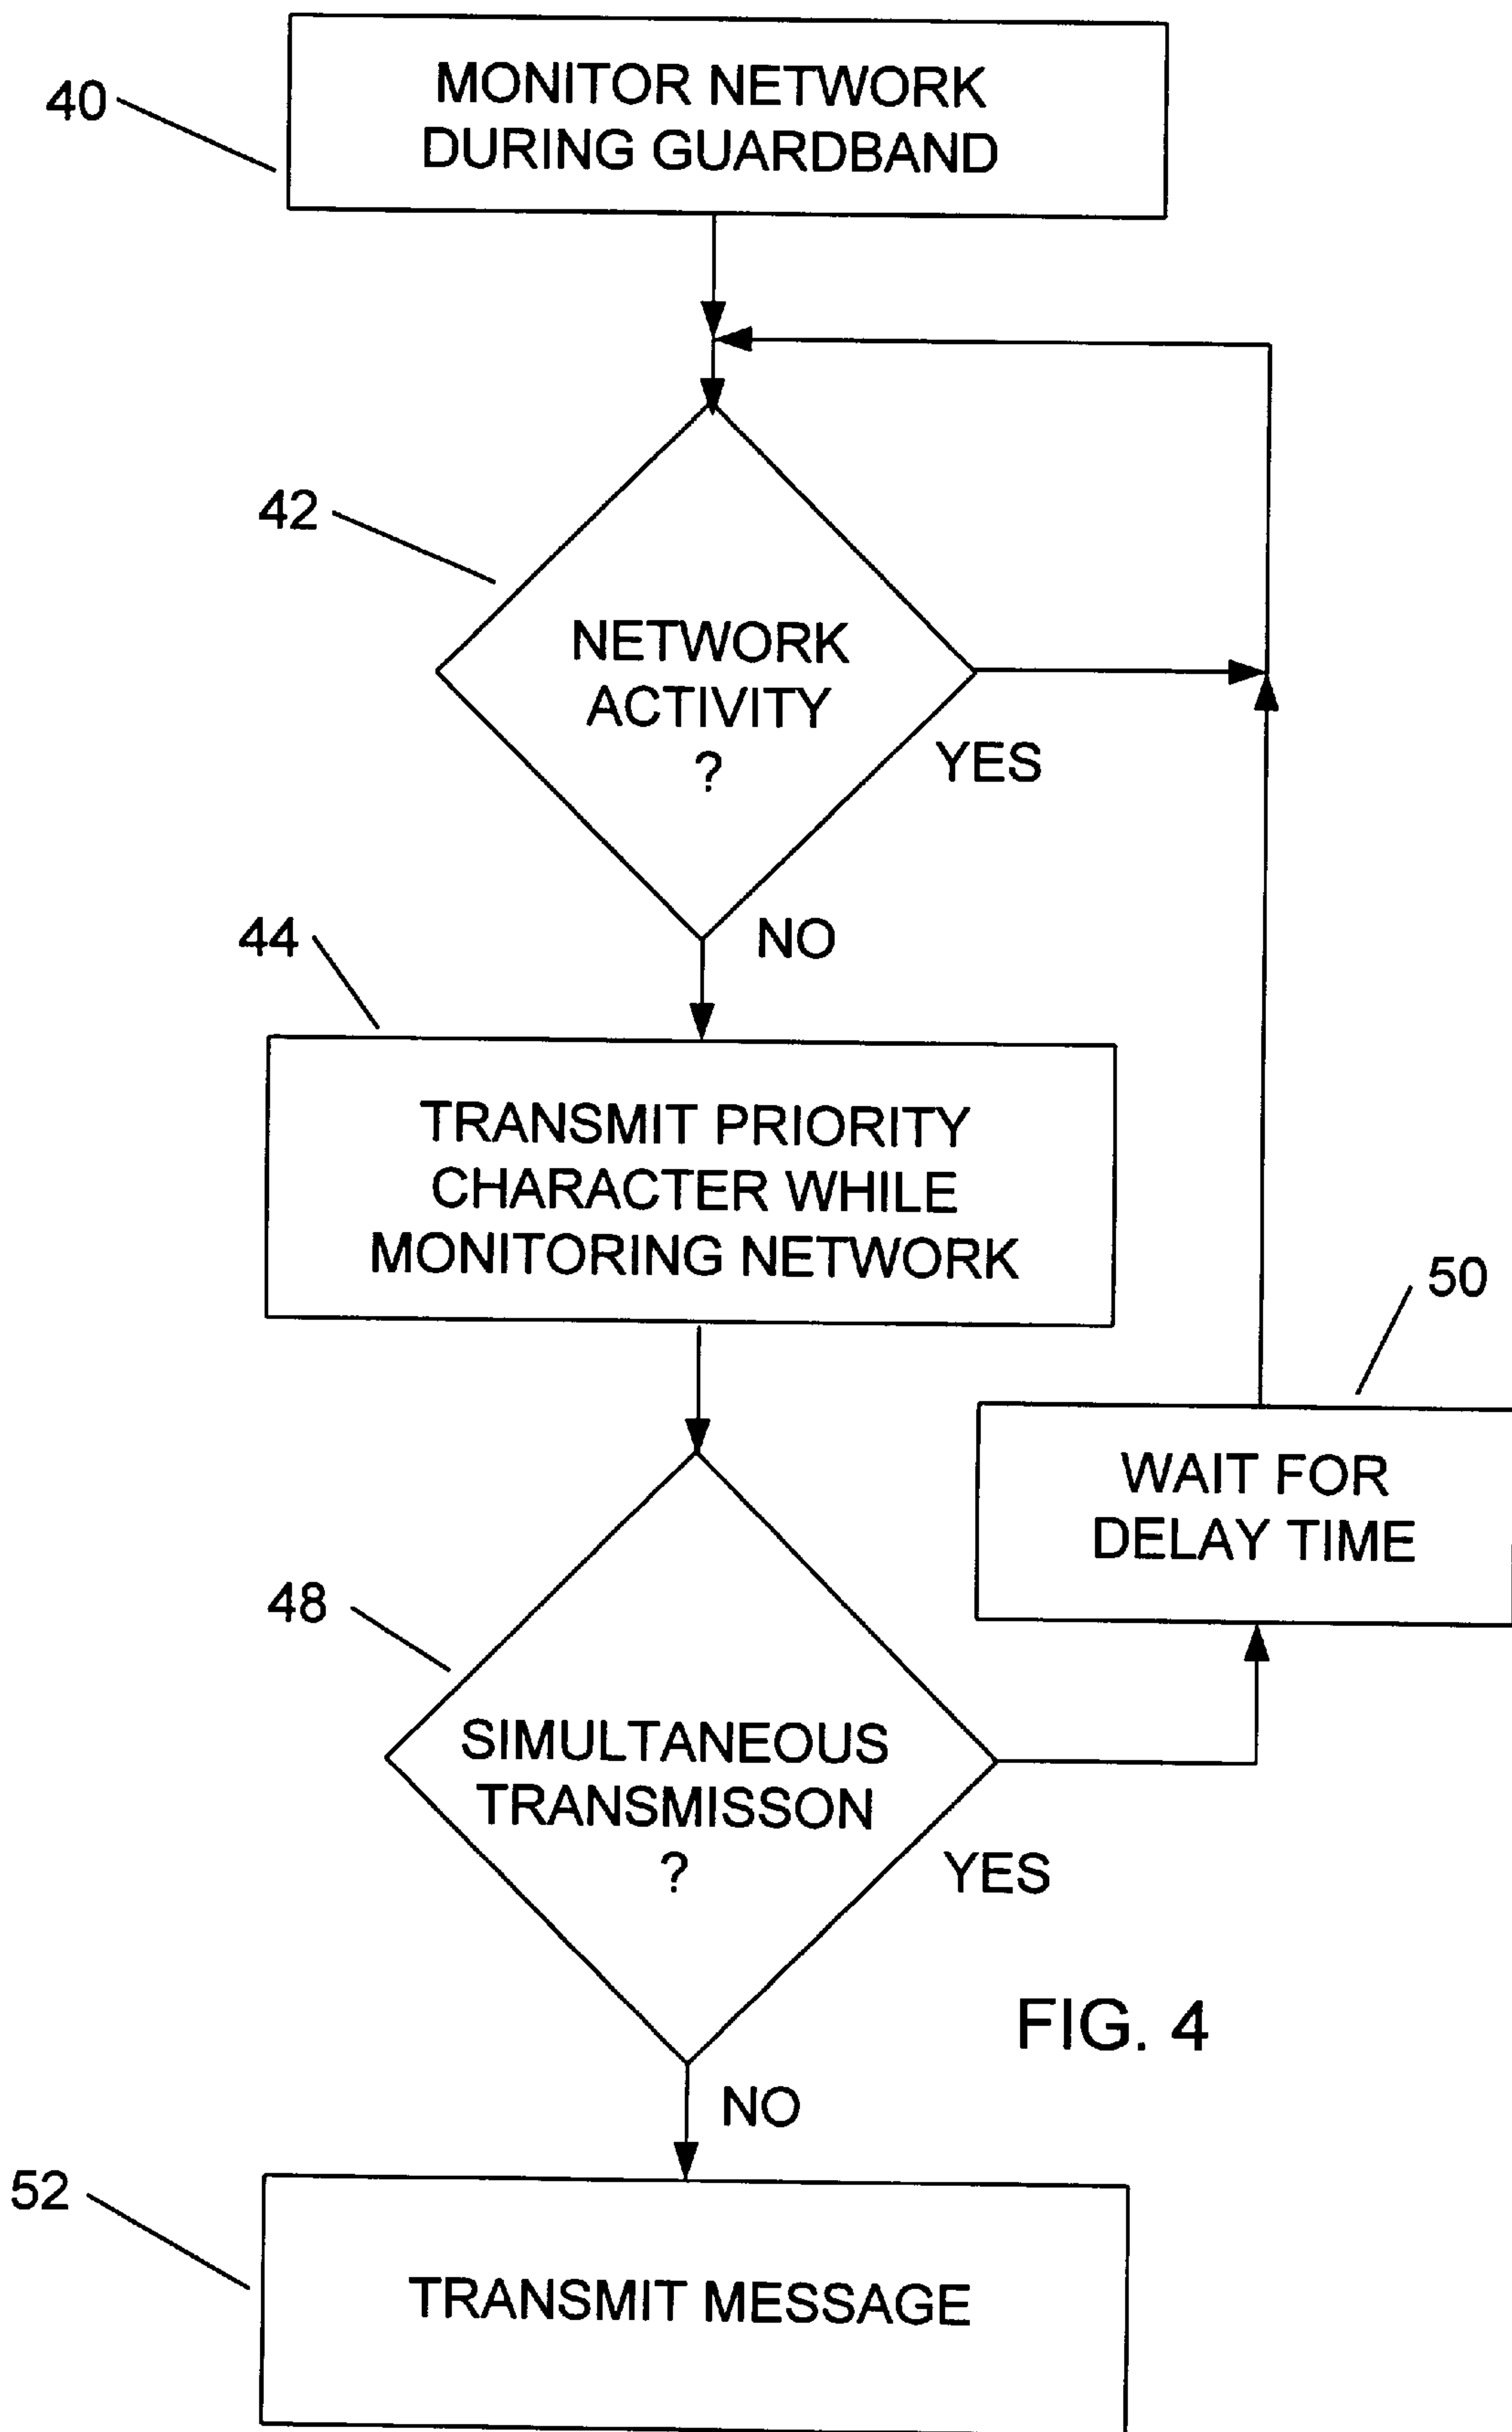 40
MONITOR NETWORK
DURING GUARDBAND
42
NETWORK
ACTIVITY
?
YES
NO
44
TRANSMIT PRIORITY
CHARACTER WHILE
MONITORING NETWORK
50
WAIT FOR
DELAY TIME
48
SIMULTANEOUS
TRANSMISSON
?
YES
FIG. 4
NO
52
TRANSMIT MESSAGE